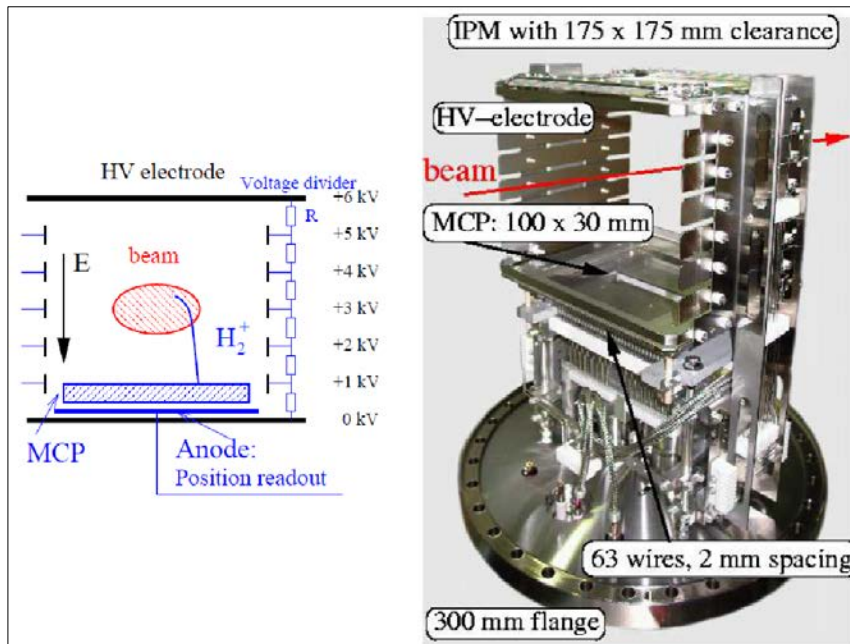 HV electrode
Voltage divider
+6 kV
R
+5 kV
E
beam
+4 kV
+3 kV
H₂⁺
+2 kV
+1 kV
0 kV
MCP
Anode:
Position readout
IPM with 175 x 175 mm clearance
HV–electrode
beam
MCP: 100 x 30 mm
63 wires, 2 mm spacing
300 mm flange